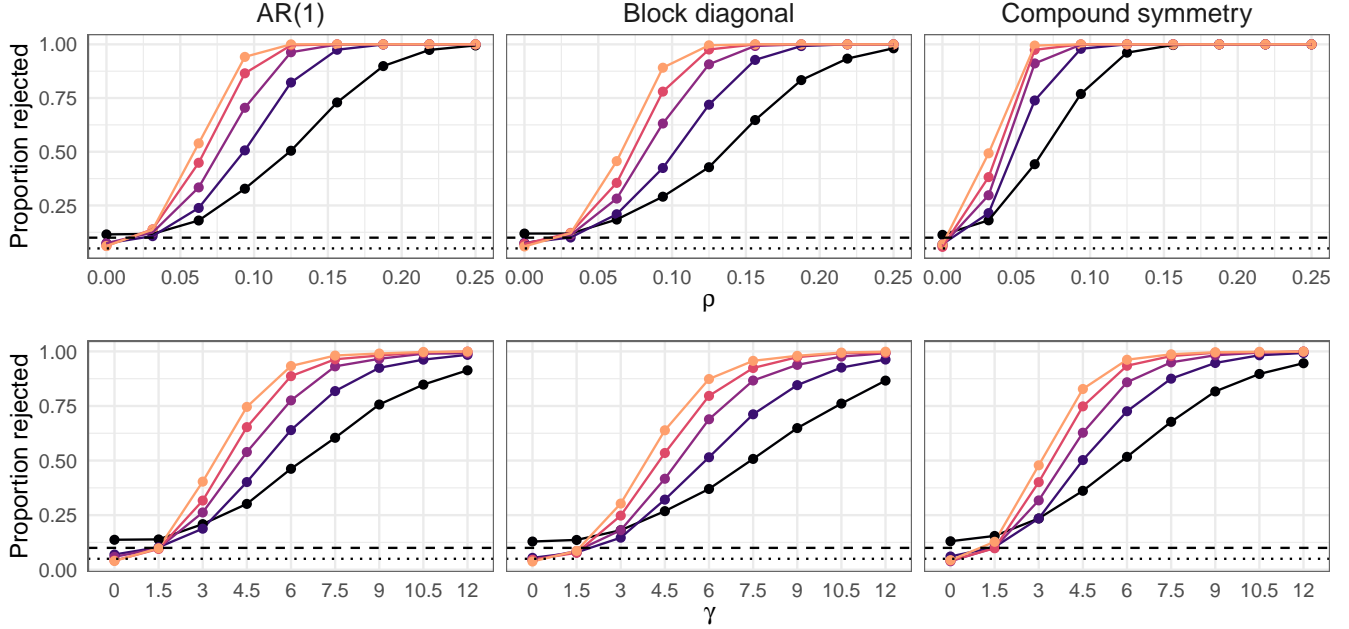 AR(1) Block diagonal Compound symmetry
Proportion rejected
1.00
0.75
0.50
0.25
0.00 0.05 0.10 0.15 0.20 0.25 0.00 0.05 0.10 0.15 0.20 0.25 0.00 0.05 0.10 0.15 0.20 0.25
ρ
Proportion rejected
1.00
0.75
0.50
0.25
0.00
0 1.5 3 4.5 6 7.5 9 10.5 12 0 1.5 3 4.5 6 7.5 9 10.5 12 0 1.5 3 4.5 6 7.5 9 10.5 12
γ